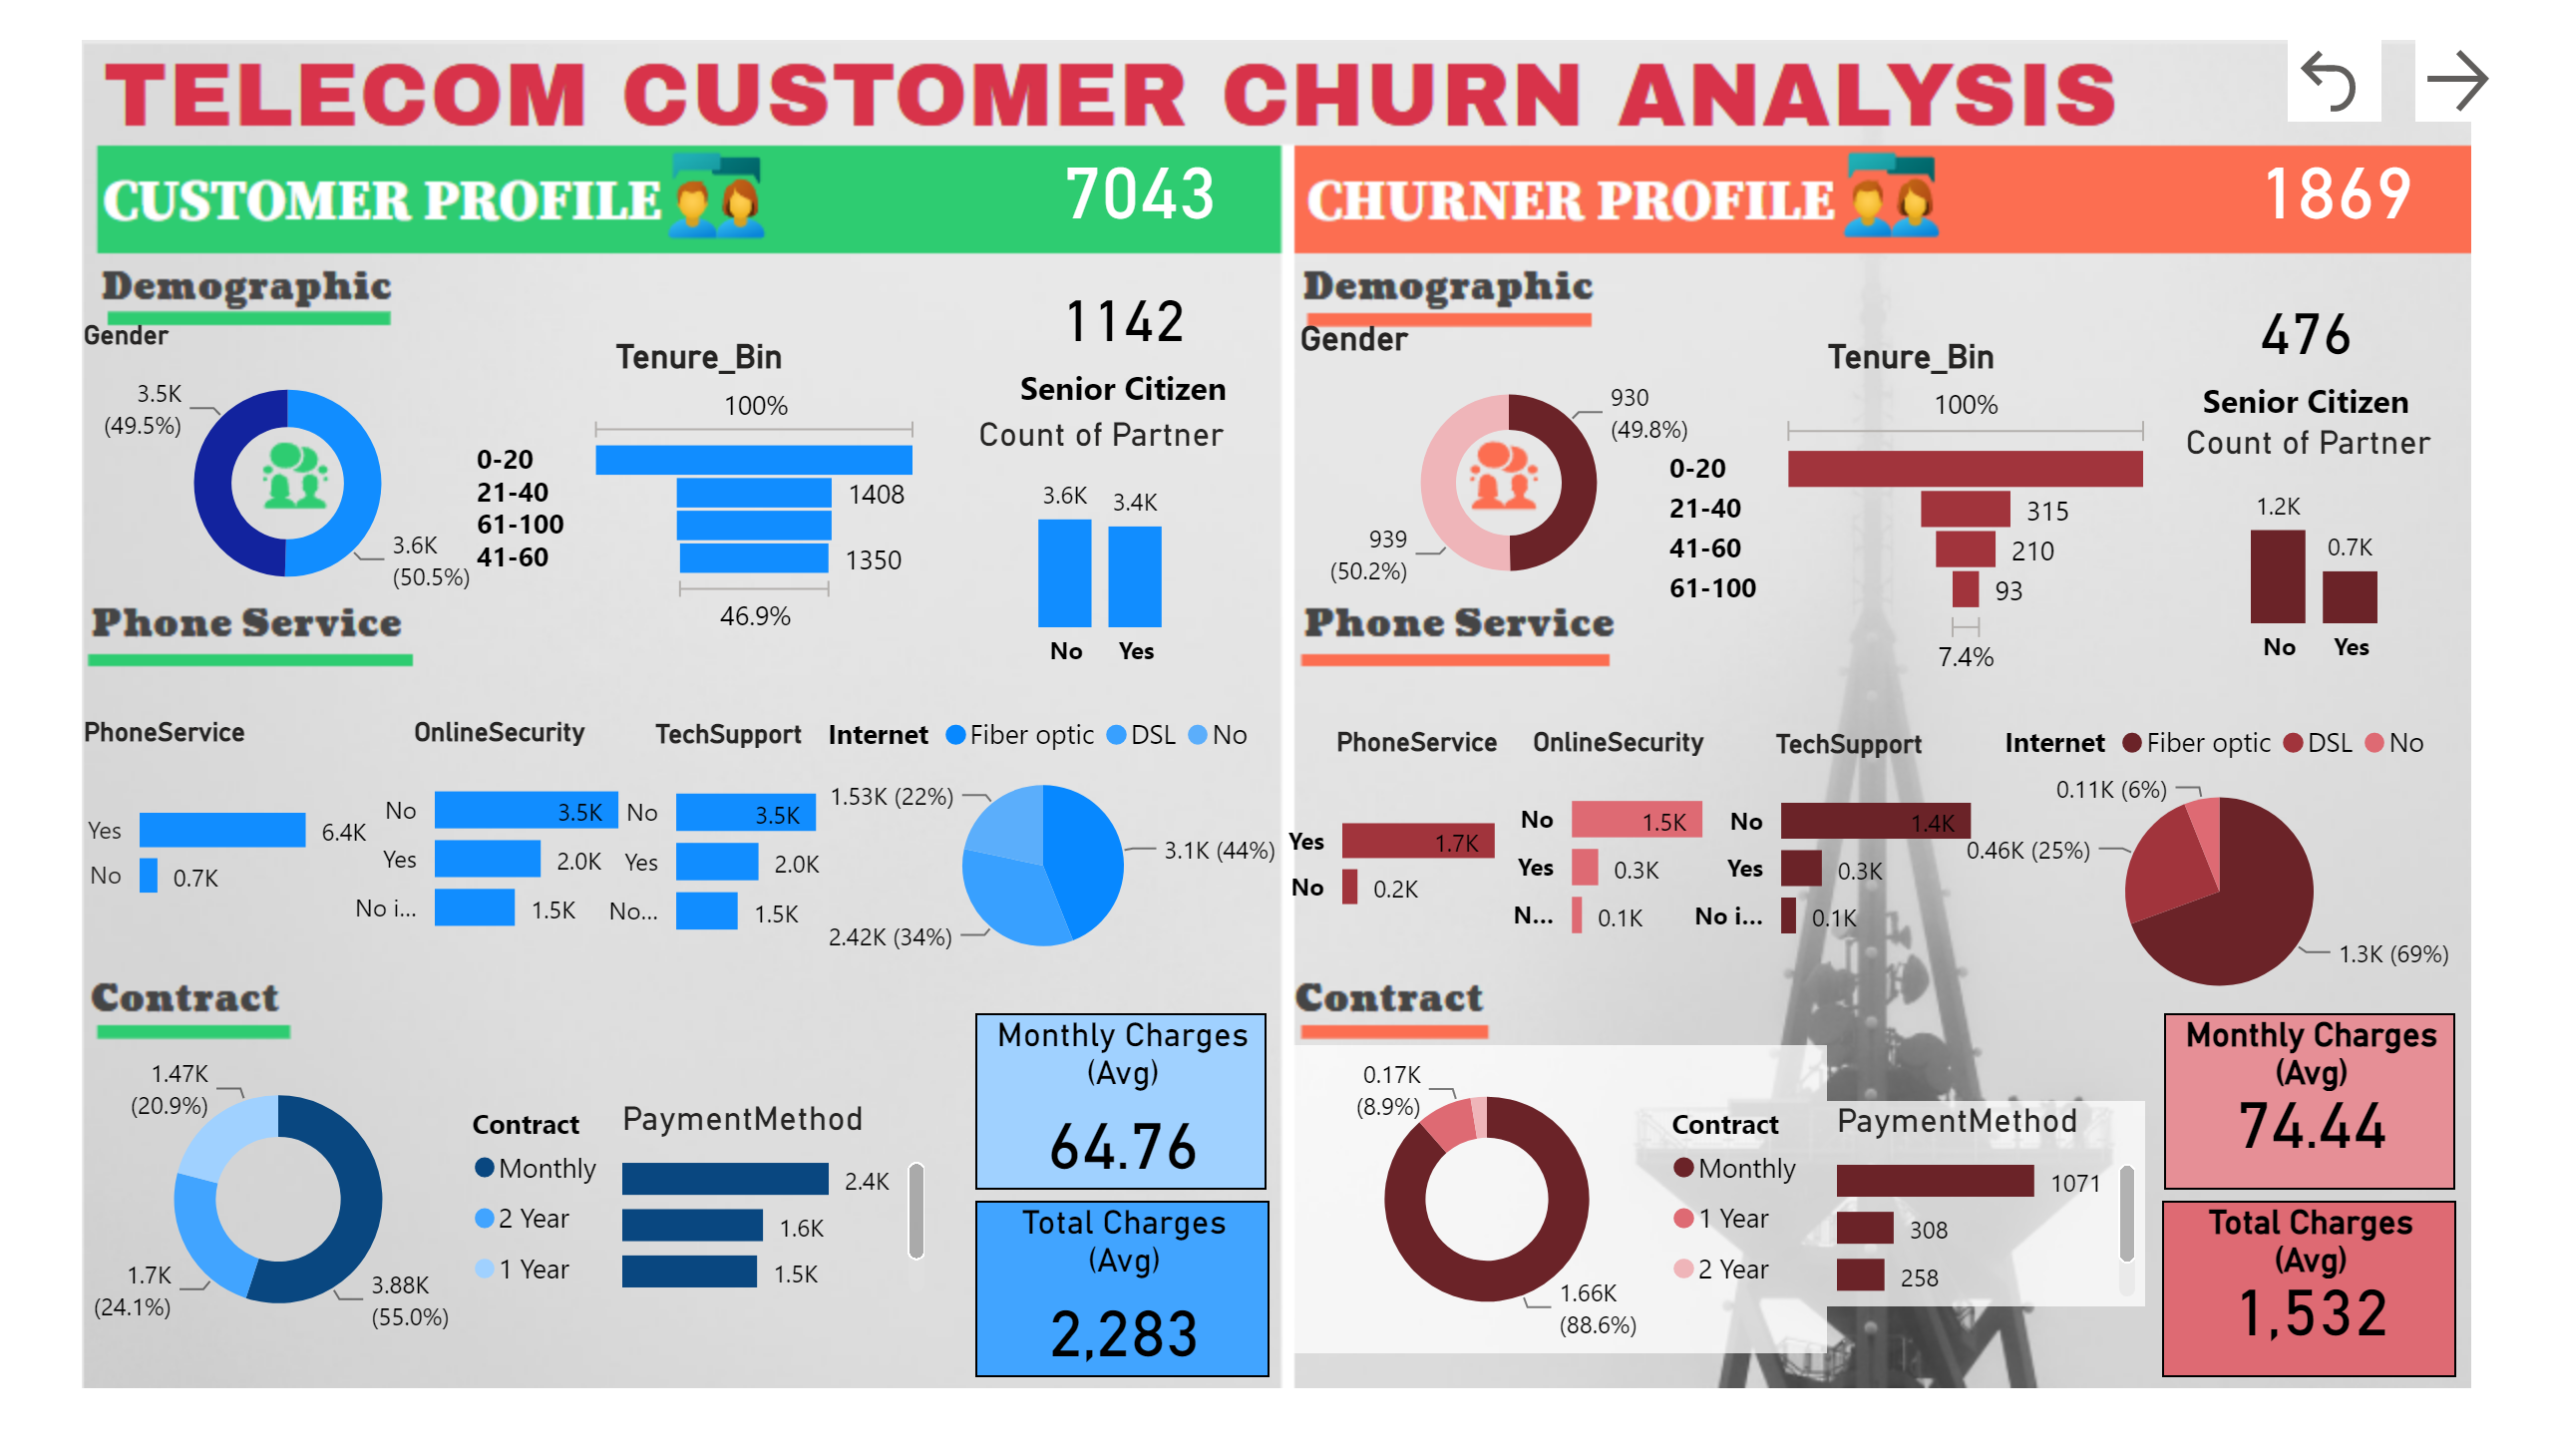 TELECOM CUSTOMER CHURN ANALYSIS
CUSTOMER PROFILE
7043
Demographic
Gender
3.5K
(49.5%)
3.6K
(50.5%)
Tenure_Bin
100%
0-20
21-40
1408
61-100
41-60
1350
46.9%
1142
Senior Citizen
Count of Partner
3.6K
3.4K
No
Yes
Phone Service
PhoneService
Yes
6.4K
No
0.7K
OnlineSecurity
No
3.5K
Yes
2.0K
No i...
1.5K
TechSupport
No
3.5K
Yes
2.0K
No...
1.5K
Internet Fiber optic DSL No
1.53K (22%)
3.1K (44%)
2.42K (34%)
Contract
1.47K
(20.9%)
1.7K
(24.1%)
3.88K
(55.0%)
Contract
Monthly
2 Year
1 Year
PaymentMethod
2.4K
1.6K
1.5K
Monthly Charges
(Avg)
64.76
Total Charges
(Avg)
2,283
CHURNER PROFILE
1869
Demographic
Gender
930
(49.8%)
939
(50.2%)
Tenure_Bin
100%
0-20
21-40
315
41-60
210
61-100
93
7.4%
476
Senior Citizen
Count of Partner
1.2K
0.7K
No
Yes
Phone Service
PhoneService
Yes
1.7K
No
0.2K
OnlineSecurity
No
1.5K
Yes
0.3K
N...
0.1K
TechSupport
No
1.4K
Yes
0.3K
No i...
0.1K
Internet Fiber optic DSL No
0.11K (6%)
0.46K (25%)
1.3K (69%)
Contract
0.17K
(8.9%)
1.66K
(88.6%)
Contract
Monthly
1 Year
2 Year
PaymentMethod
1071
308
258
Monthly Charges
(Avg)
74.44
Total Charges
(Avg)
1,532